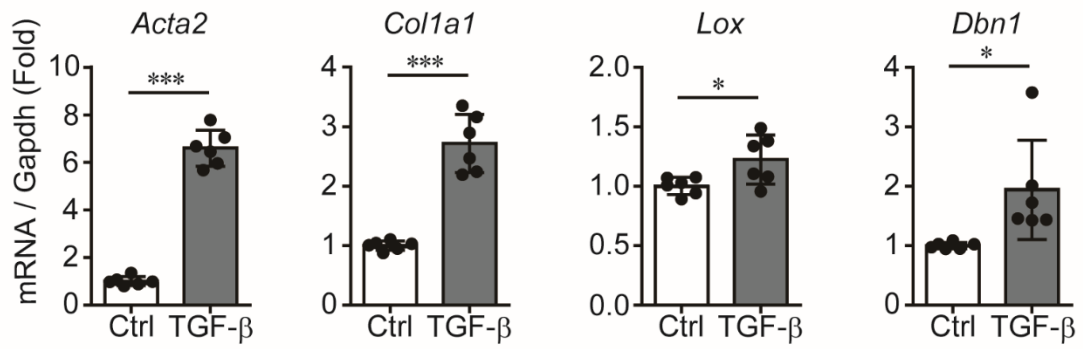 Acta2
Col1a1
Lox
Dbn1
mRNA / Gapdh (Fold)
10
8
6
4
2
0
***
Ctrl TGF-β
4
3
2
1
0
***
Ctrl TGF-β
2.0
1.5
1.0
0.5
0.0
*
Ctrl TGF-β
4
3
2
1
0
*
Ctrl TGF-β